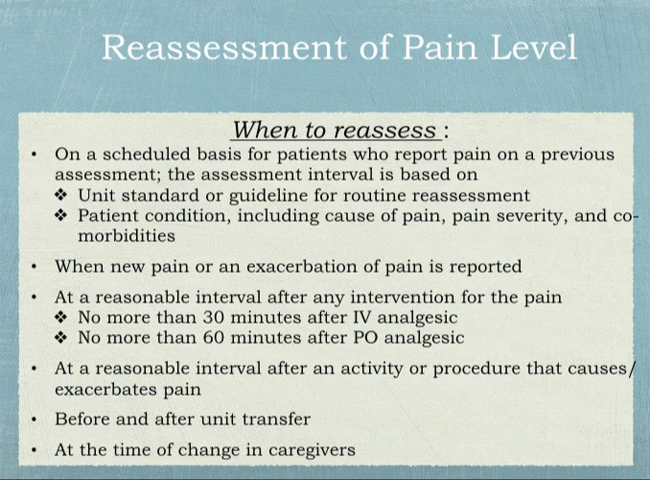 Reassessment of Pain Level
When to reassess :
• On a scheduled basis for patients who report pain on a previous
assessment; the assessment interval is based on
❖ Unit standard or guideline for routine reassessment
❖ Patient condition, including cause of pain, pain severity, and co-
morbidities
• When new pain or an exacerbation of pain is reported
• At a reasonable interval after any intervention for the pain
❖ No more than 30 minutes after IV analgesic
❖ No more than 60 minutes after PO analgesic
• At a reasonable interval after an activity or procedure that causes/
exacerbates pain
• Before and after unit transfer
• At the time of change in caregivers